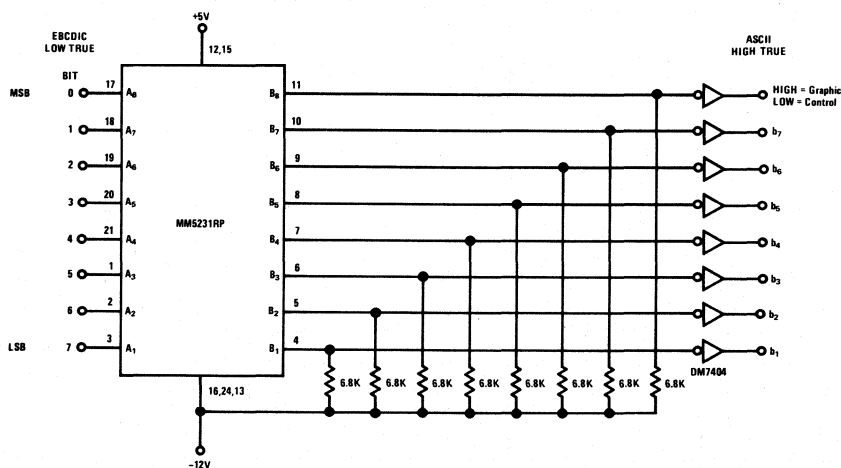 +5V
EBCDIC
LOW TRUE
12,15
ASCII
HIGH TRUE
BIT
MSB 0 17 A8 B8 11 HIGH = Graphic
LOW = Control
1 18 A7 B7 10 b7
2 19 A6 B6 9 b6
3 20 A5 B5 8 b5
MM5231RP
4 21 A4 B4 7 b4
5 1 A3 B3 6 b3
6 2 A2 B2 5 b2
LSB 7 3 A1 B1 4 b1
DM7404
6.8K 6.8K 6.8K 6.8K 6.8K 6.8K 6.8K 6.8K
16,24,13
−12V